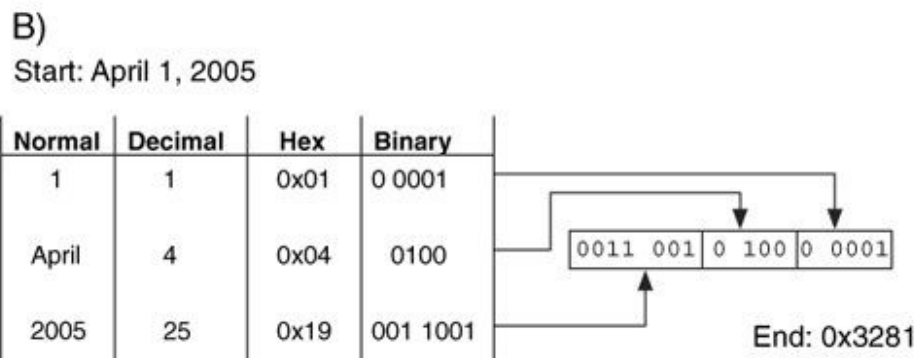 B)
Start: April 1, 2005
Normal Decimal Hex Binary
1 1 0x01 0 0001
April 4 0x04 0100
0011 001 0 100 0 0001
2005 25 0x19 001 1001
End: 0x3281